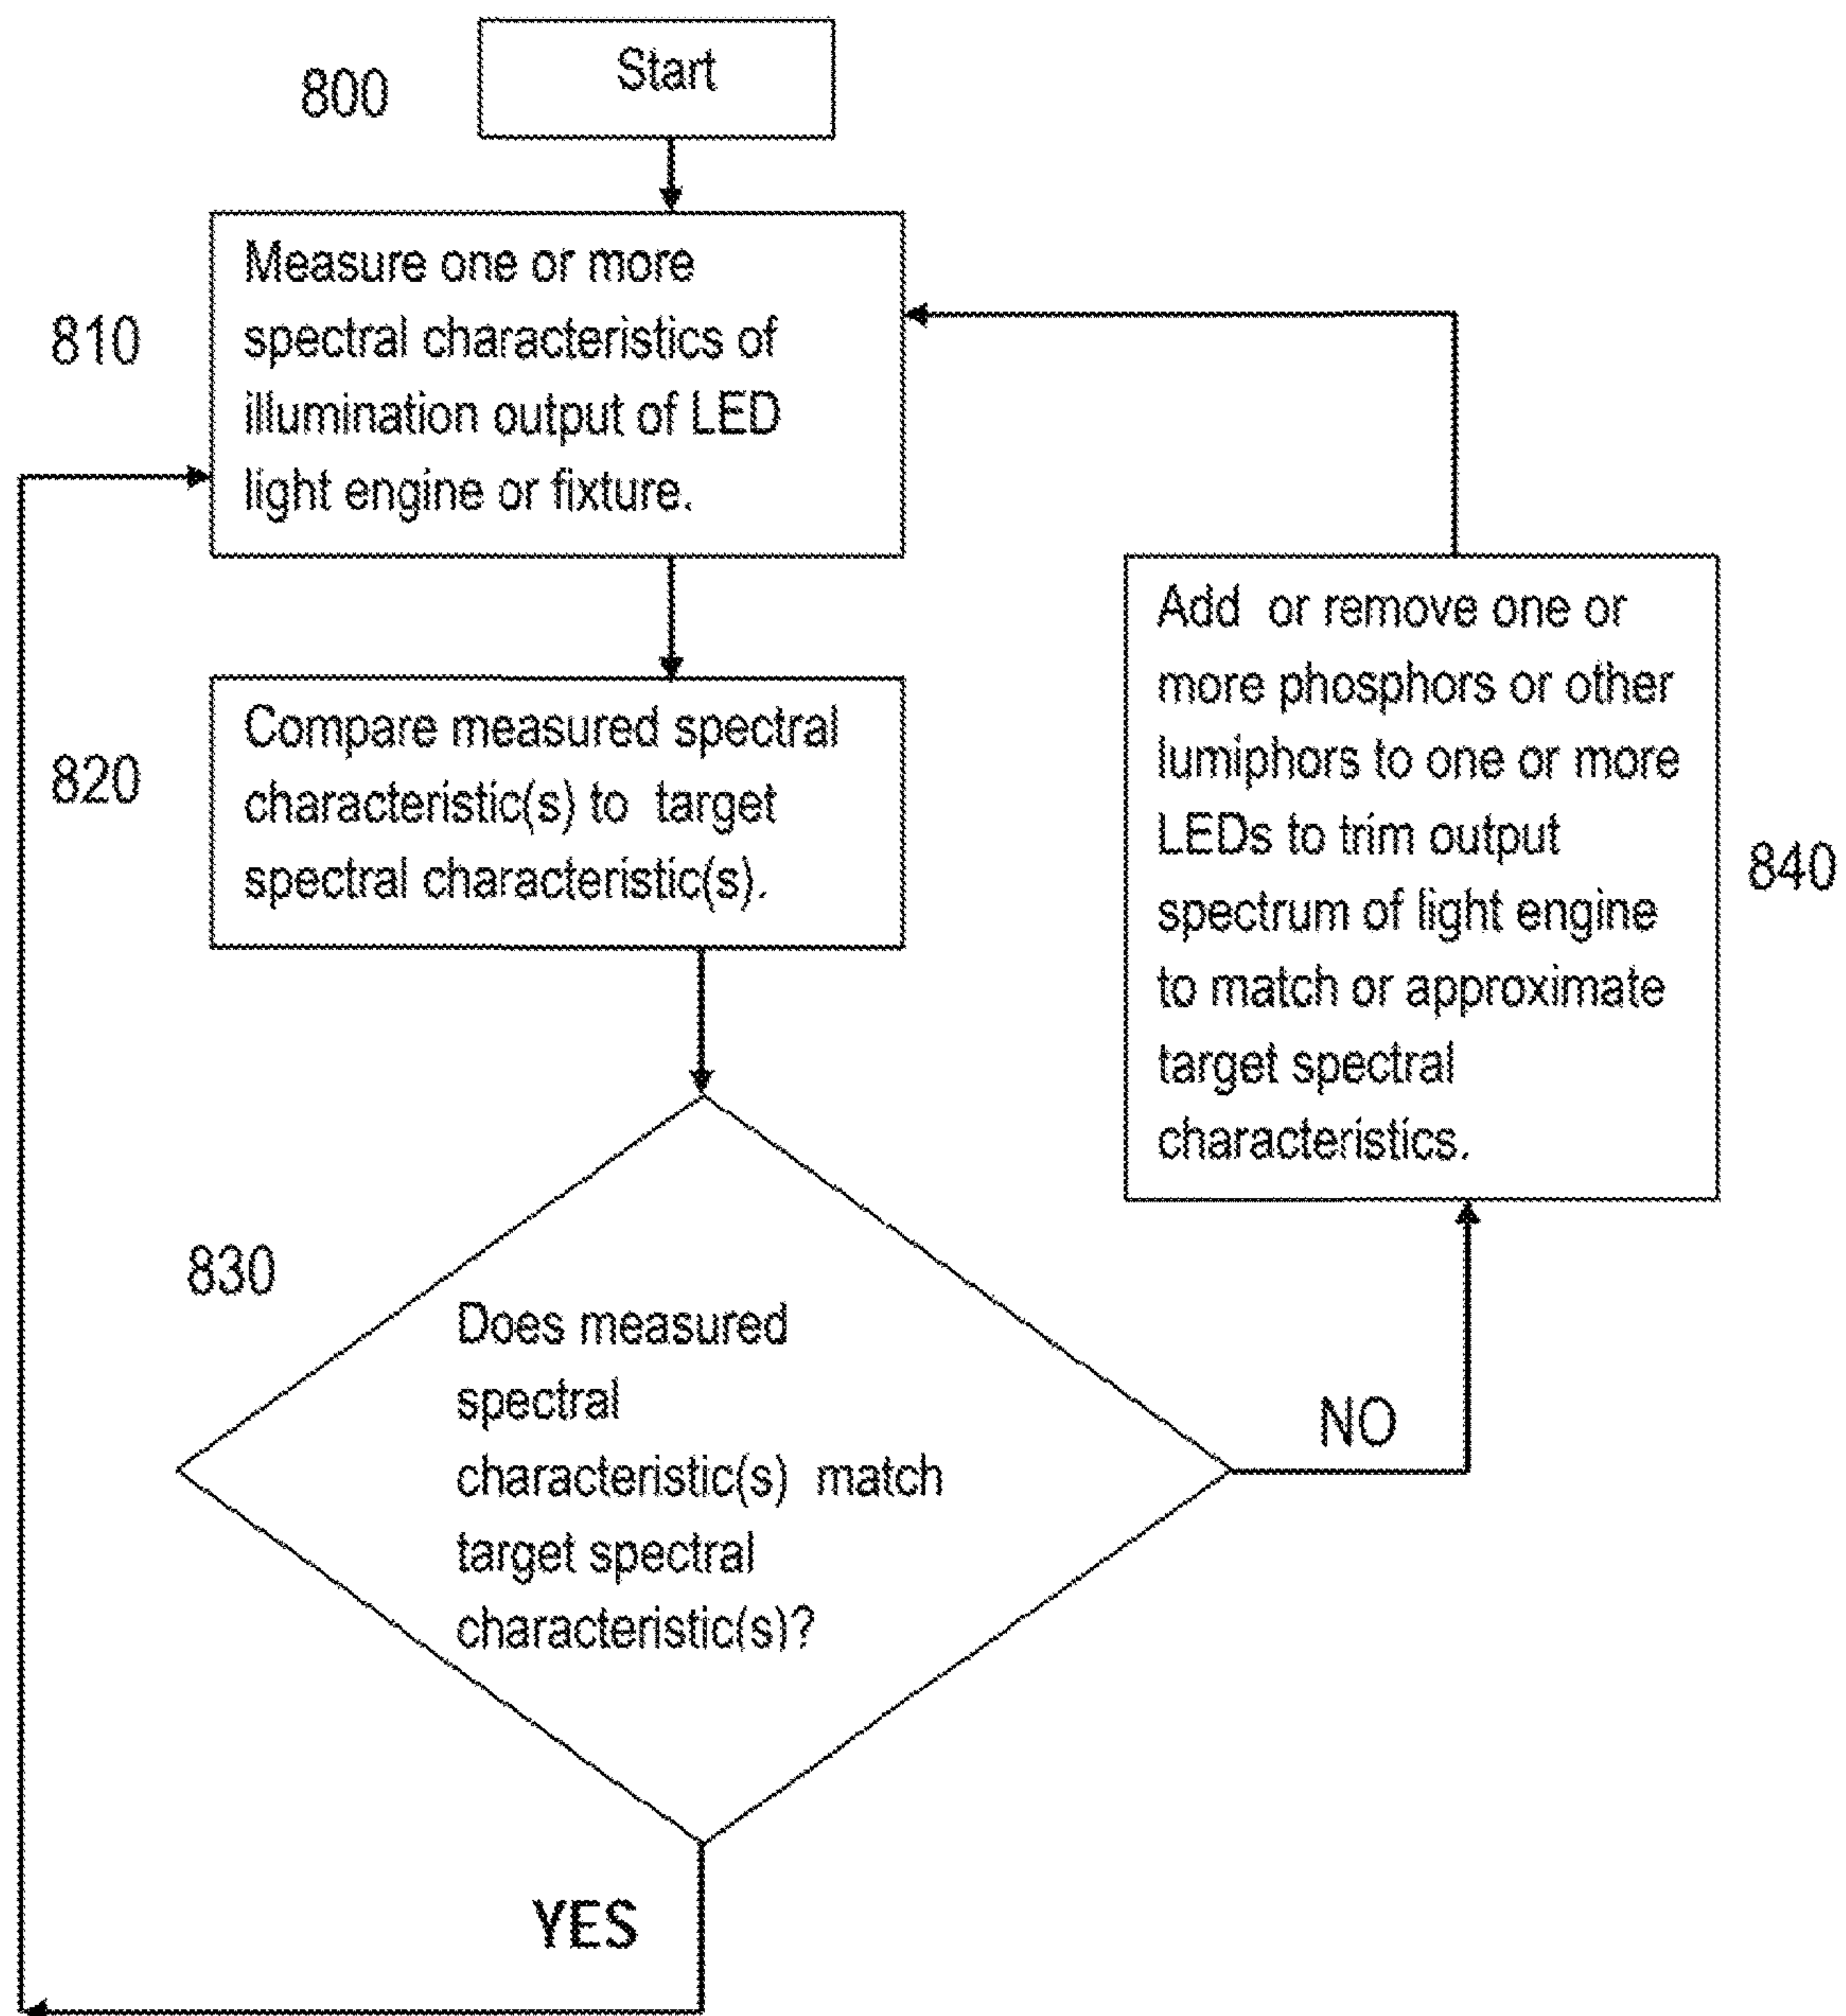 800
Start
810
Measure one or more
spectral characteristics of
illumination output of LED
light engine or fixture.
820
Compare measured spectral
characteristic(s) to target
spectral characteristic(s).
830
Does measured
spectral
characteristic(s) match
target spectral
characteristic(s)?
NO
YES
Add or remove one or
more phosphors or other
lumiphors to one or more
LEDs to trim output
spectrum of light engine
to match or approximate
target spectral
characteristics.
840